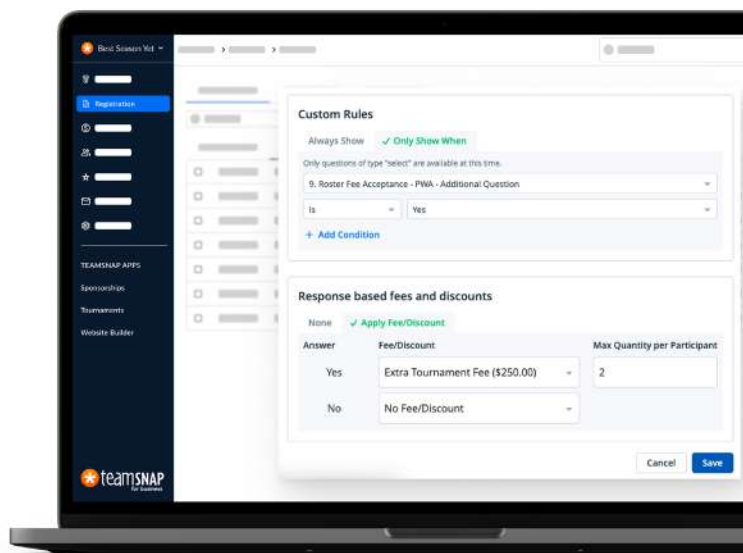 Best Season Yet
Registration
TEAMSNAP APPS
Sponsorships
Tournaments
Website Builder
teamSNAP
for business
Custom Rules
Always Show ✓ Only Show When
Only questions of type "select" are available at this time.
9. Roster Fee Acceptance - PWA - Additional Question
is Yes
+ Add Condition
Response based fees and discounts
None ✓ Apply Fee/Discount
Answer Fee/Discount Max Quantity per Participant
Yes Extra Tournament Fee ($250.00) 2
No No Fee/Discount
Cancel Save